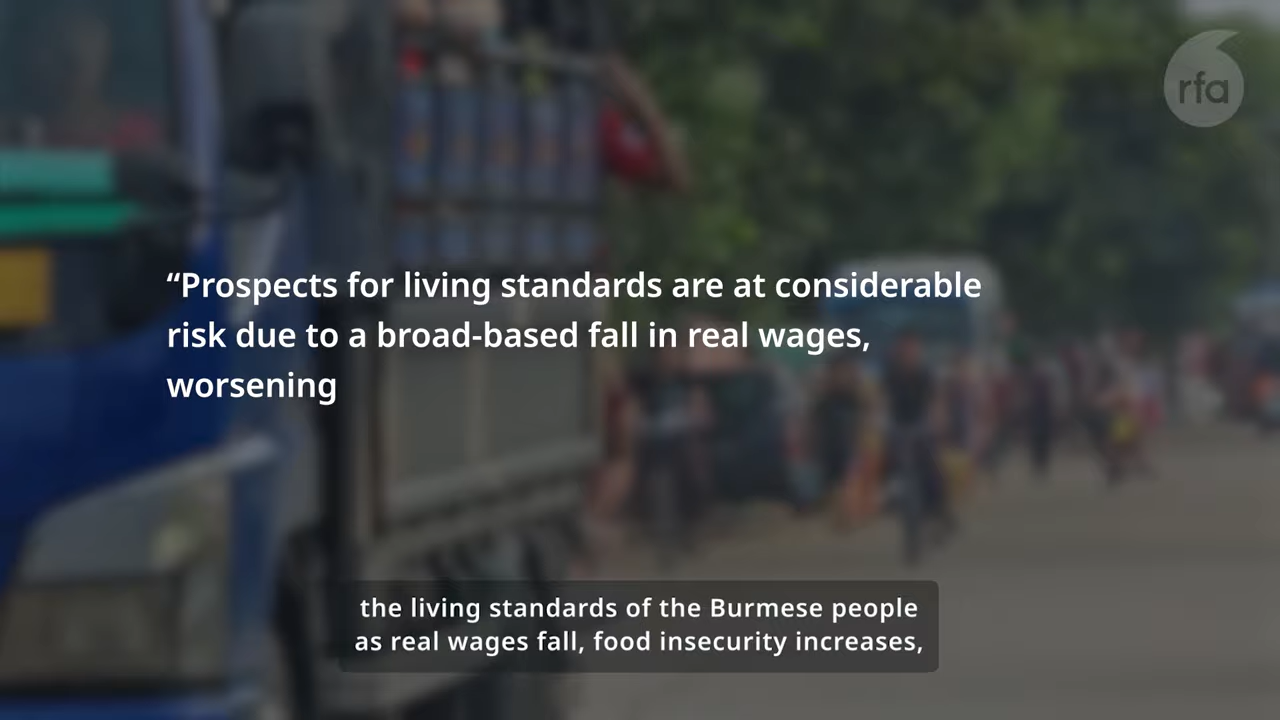 rfa
“Prospects for living standards are at considerable
risk due to a broad-based fall in real wages,
worsening
the living standards of the Burmese people
as real wages fall, food insecurity increases,